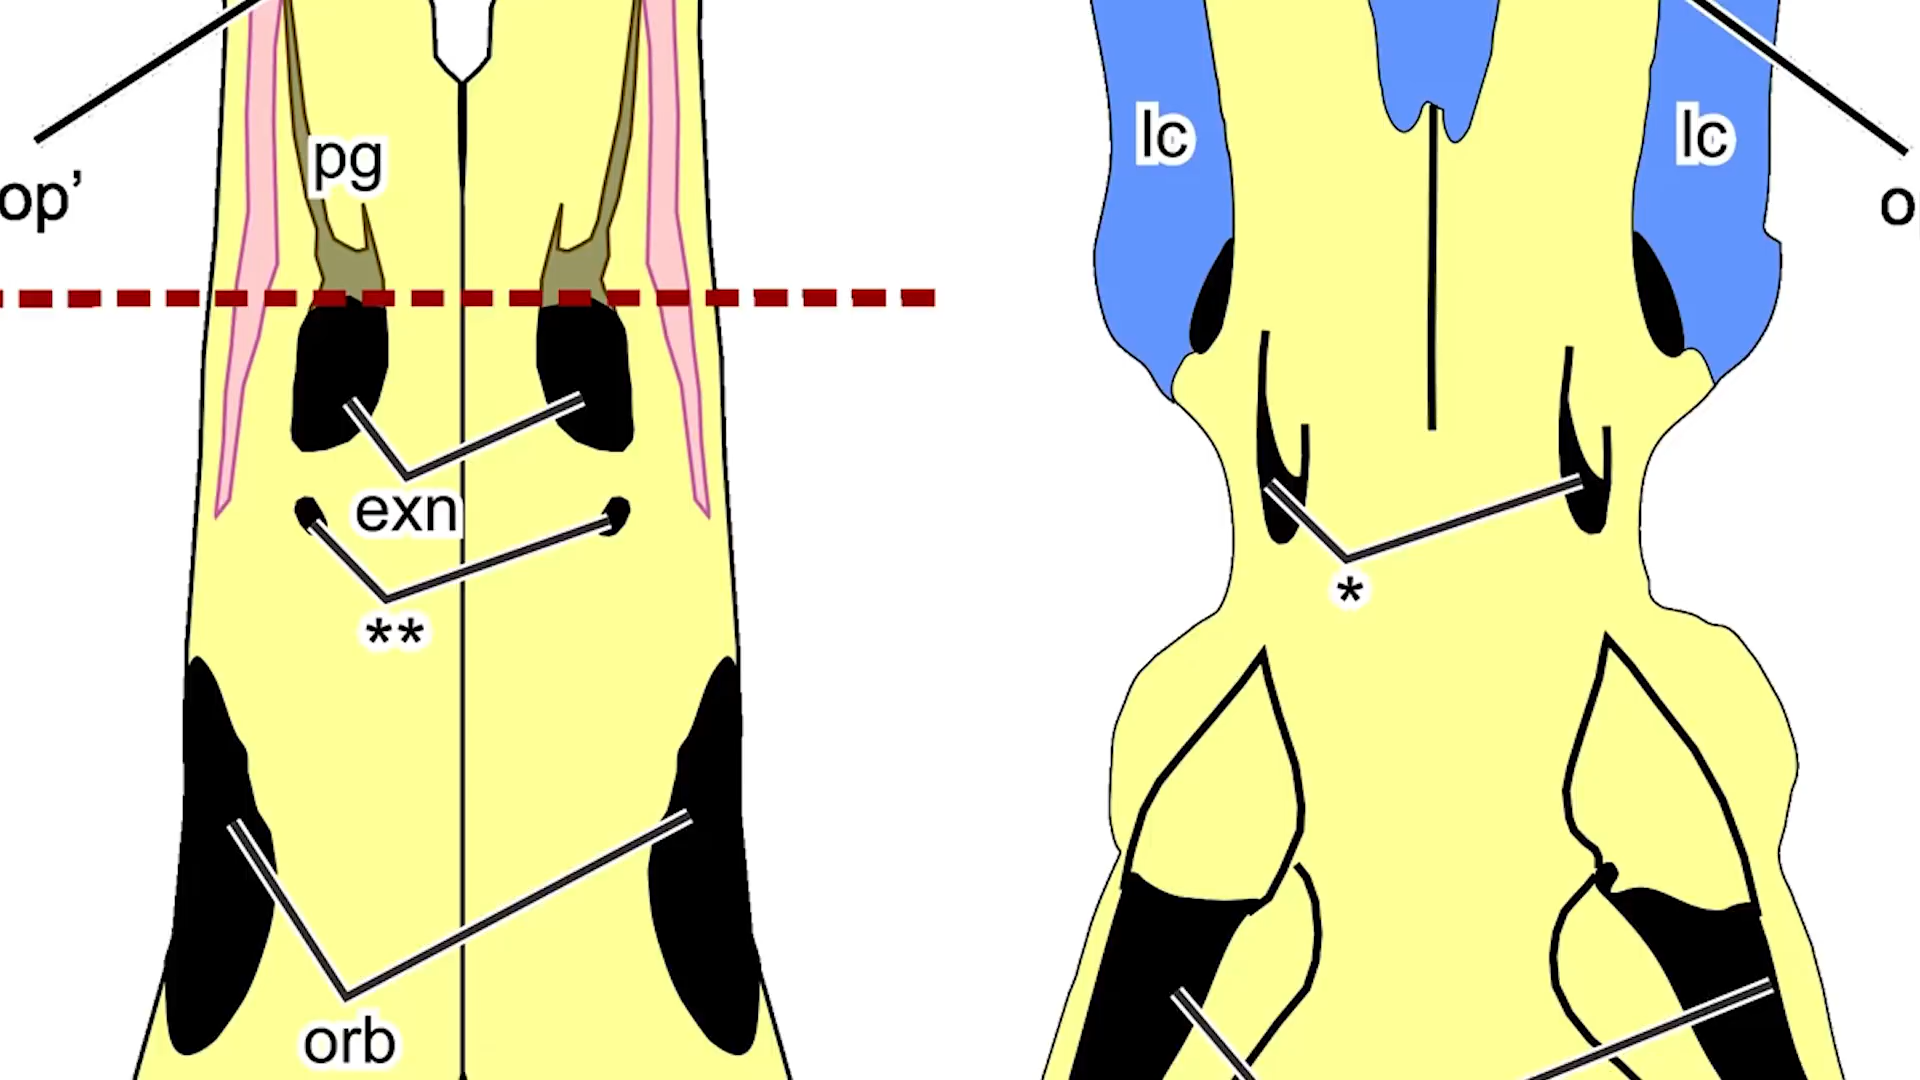 pg
op’
exn
**
orb
lc
lc
*